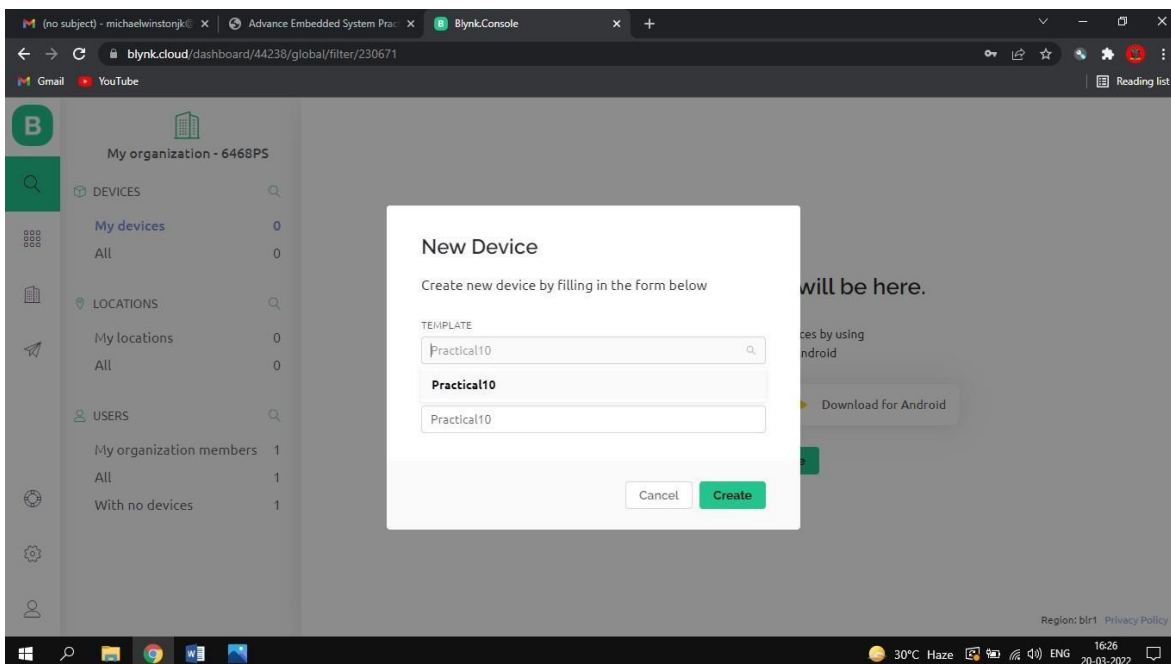 (no subject) - michaelwinstonjk@
Advance Embedded System Prac
B Blynk.Console
blynk.cloud/dashboard/44238/global/filter/230671
Gmail
YouTube
Reading list
B
My organization - 6468PS
DEVICES
My devices 0
All 0
LOCATIONS
My locations 0
All 0
USERS
My organization members 1
All 1
With no devices 1
New Device
Create new device by filling in the form below
TEMPLATE
Practical10
Practical10
Practical10
Cancel
Create
will be here.
ces by using
ndroid
Download for Android
Region: blr1 Privacy Policy
30°C Haze
ENG
16:26
20-03-2022